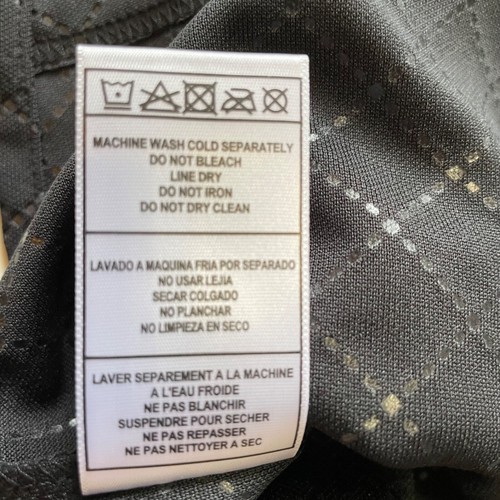 MACHINE WASH COLD SEPARATELY
DO NOT BLEACH
LINE DRY
DO NOT IRON
DO NOT DRY CLEAN
LAVADO A MAQUINA FRIA POR SEPARADO
NO USAR LEJIA
SECAR COLGADO
NO PLANCHAR
NO LIMPIEZA EN SECO
LAVER SEPAREMENT A LA MACHINE
A L'EAU FROIDE
NE PAS BLANCHIR
SUSPENDRE POUR SECHER
NE PAS REPASSER
NE PAS NETTOYER A SEC